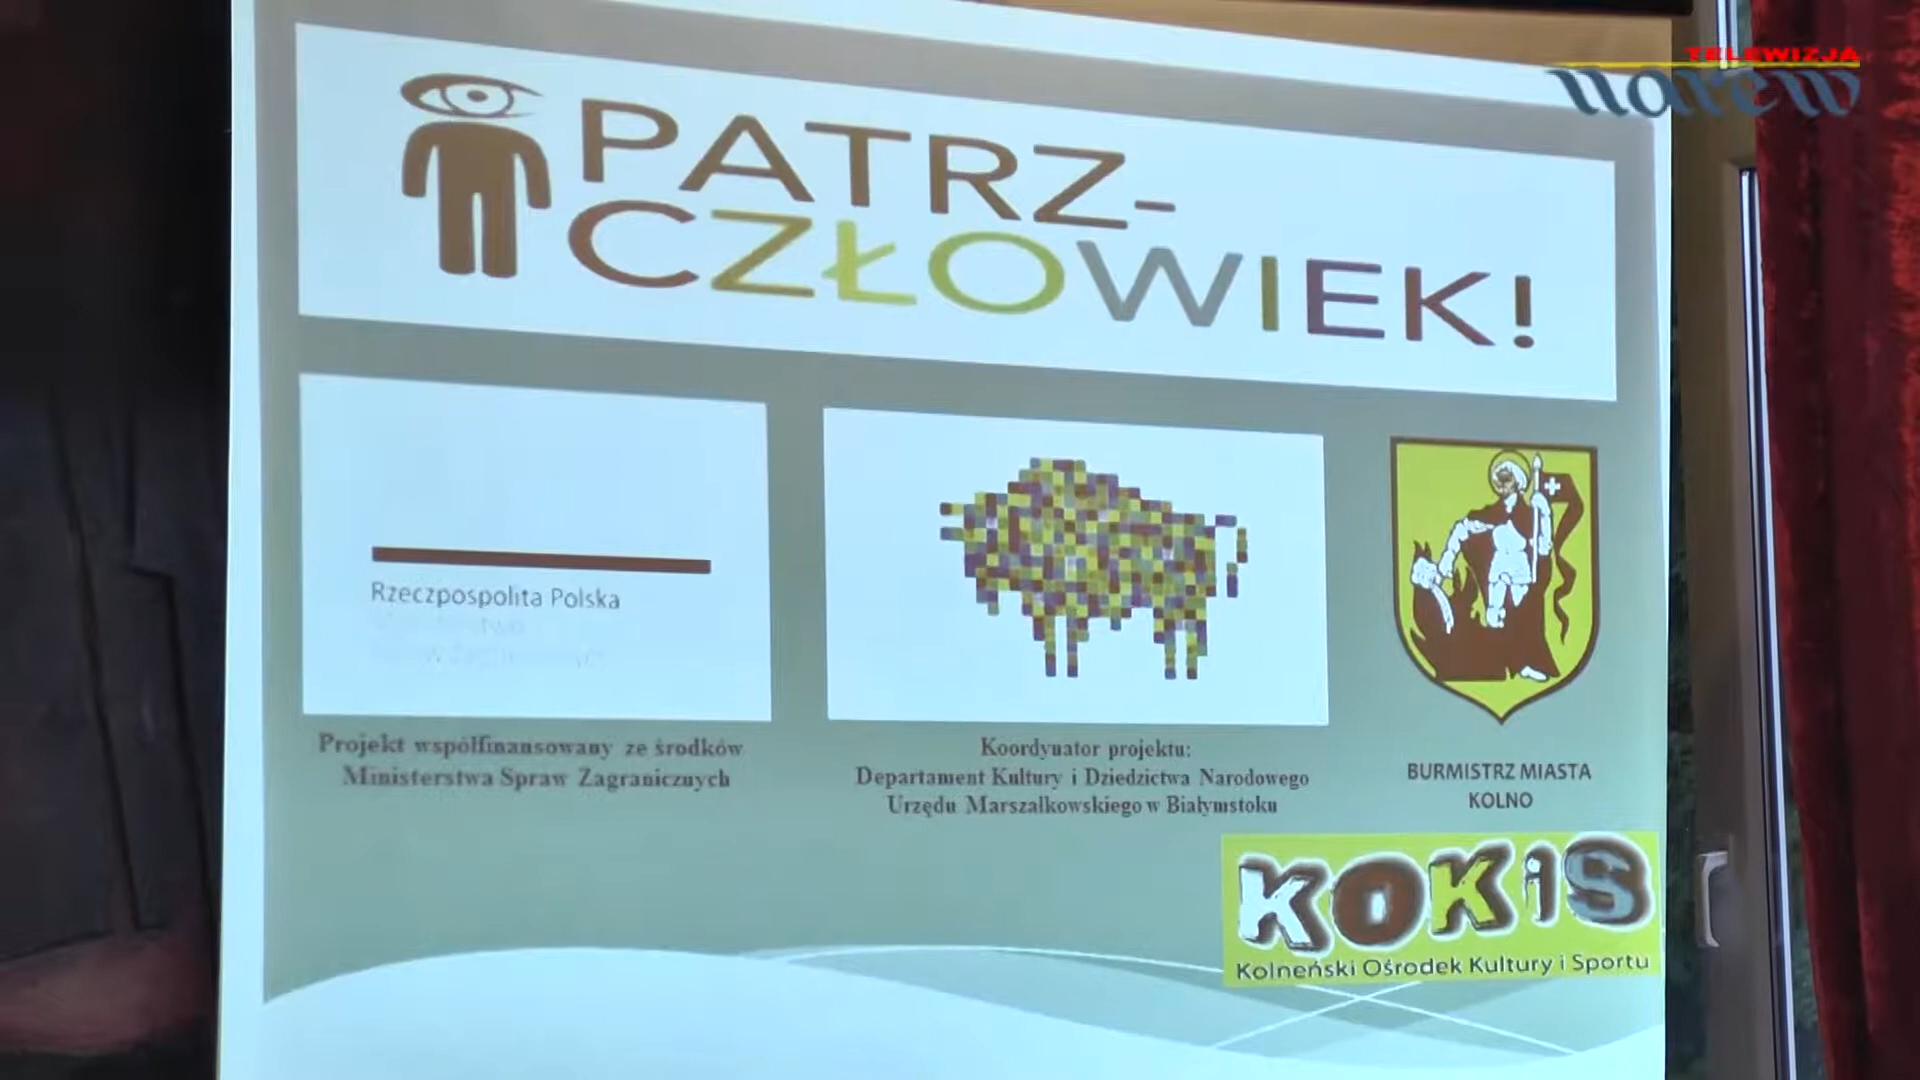 TELEWIZJA
Narew
PATRZ-
CZŁOWIEK!
Rzeczpospolita Polska
Projekt współfinansowany ze środków
Ministerstwa Spraw Zagranicznych
Koordynator projektu:
Departament Kultury i Dziedzictwa Narodowego
Urzędu Marszałkowskiego w Białymstoku
BURMISTRZ MIASTA
KOLNO
KOKiS
Kolneński Ośrodek Kultury i Sportu